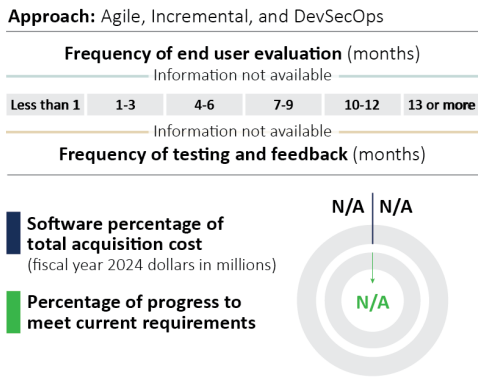 Approach: Agile, Incremental, and DevSecOps
Frequency of end user evaluation (months)
Information not available
Less than 1 1-3 4-6 7-9 10-12 13 or more
Information not available
Frequency of testing and feedback (months)
N/A N/A
Software percentage of
total acquisition cost
(fiscal year 2024 dollars in millions)
Percentage of progress to
meet current requirements
N/A